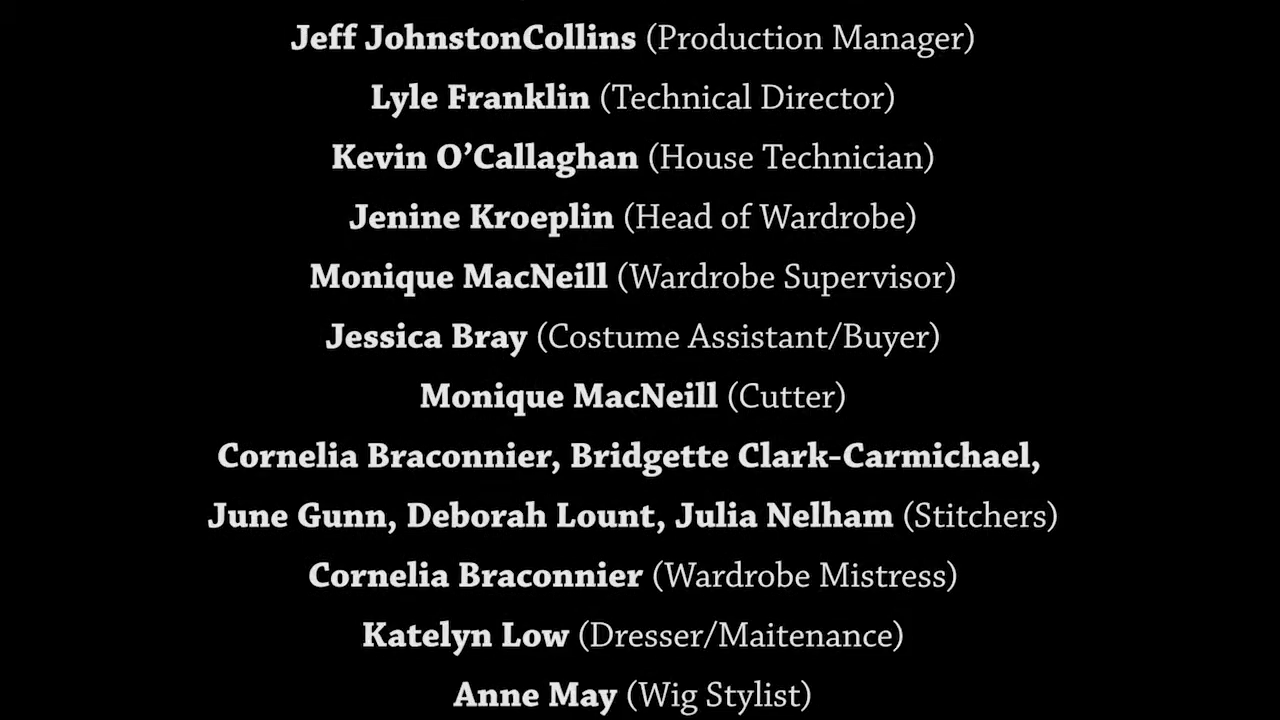 Jeff JohnstonCollins (Production Manager)
Lyle Franklin (Technical Director)
Kevin O’Callaghan (House Technician)
Jenine Kroeplin (Head of Wardrobe)
Monique MacNeill (Wardrobe Supervisor)
Jessica Bray (Costume Assistant/Buyer)
Monique MacNeill (Cutter)
Cornelia Braconnier, Bridgette Clark-Carmichael,
June Gunn, Deborah Lount, Julia Nelham (Stitchers)
Cornelia Braconnier (Wardrobe Mistress)
Katelyn Low (Dresser/Maitenance)
Anne May (Wig Stylist)